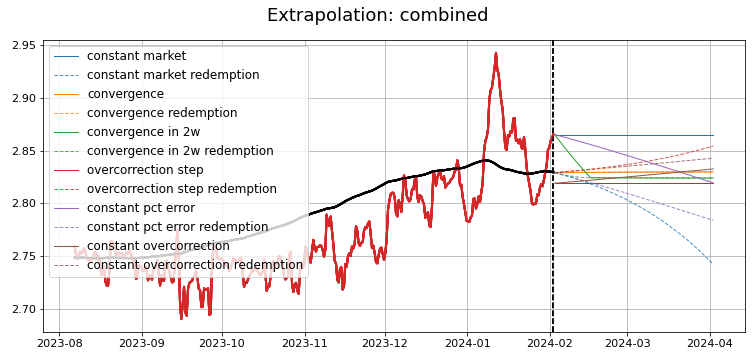 Extrapolation: combined
2.95
2.90
2.85
2.80
2.75
2.70
constant market
constant market redemption
convergence
convergence redemption
convergence in 2w
convergence in 2w redemption
overcorrection step
overcorrection step redemption
constant pct error
constant pct error redemption
constant overcorrection
constant overcorrection redemption
2023-08 2023-09 2023-10 2023-11 2023-12 2024-01 2024-02 2024-03 2024-04